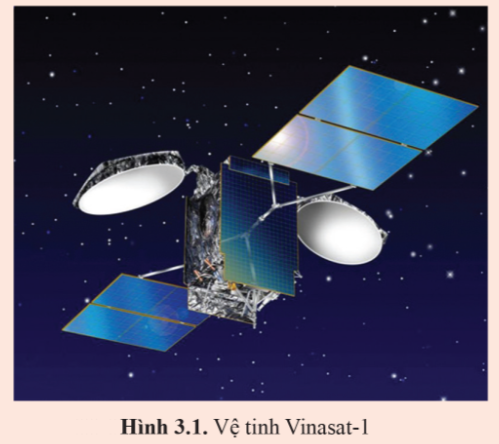 Hình 3.1. Vệ tinh Vinasat-1